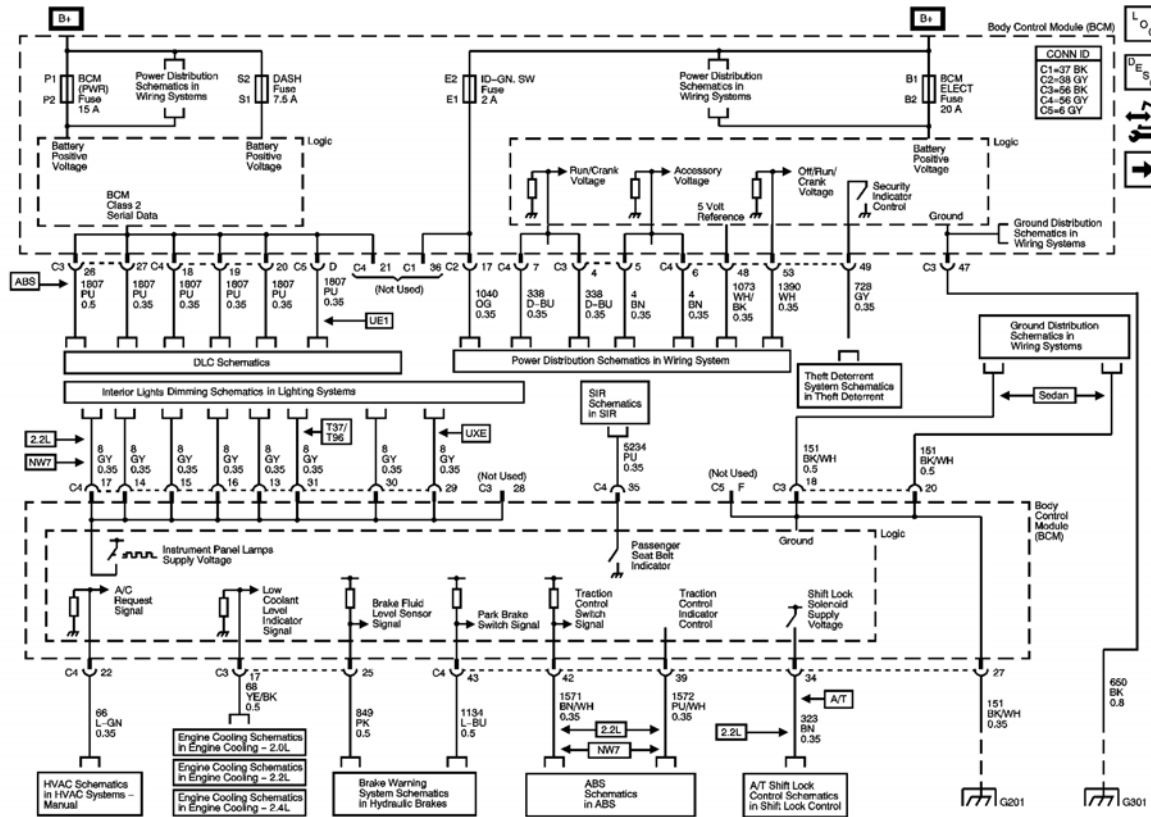 B+
B+
Body Control Module (BCM)
CONN ID
C1=37 BK
C2=38 GY
C3=56 BK
C4=56 GY
C5=6 GY
P1
P2
BCM
(PWR)
Fuse
15 A
Power Distribution
Schematics in
Wiring Systems
S2
S1
DASH
Fuse
7.5 A
E2
E1
ID-GN. SW
Fuse
2 A
Power Distribution
Schematics in
Wiring Systems
B1
B2
BCM
ELECT
Fuse
20 A
Battery
Positive
Voltage
Battery
Positive
Voltage
Logic
BCM
Class 2
Serial Data
Run/Crank
Voltage
Accessory
Voltage
Off/Run/
Crank
Voltage
Battery
Positive
Voltage
Logic
5 Volt
Reference
Security
Indicator
Control
Ground
Ground Distribution
Schematics in
Wiring Systems
C3 26 27 C4 18 19 20 C5 D C4 21 C1 36 C2 17 C4 7 C3 4 5 C4 6 48 53 49 C3 47
(Not Used)
ABS
1807
PU
0.5
1807
PU
0.35
1807
PU
0.35
1807
PU
0.35
1807
PU
0.35
1807
PU
0.35
UE1
1040
OG
0.35
338
D-BU
0.35
338
D-BU
0.35
4
BN
0.35
4
BN
0.35
1073
WH/
BK
0.35
1390
WH
0.35
728
GY
0.35
DLC Schematics
Power Distribution Schematics in Wiring System
Theft Deterrent
System Schematics
in Theft Deterrent
Ground Distribution
Schematics in
Wiring Systems
Sedan
Interior Lights Dimming Schematics in Lighting Systems
SIR
Schematics
in SIR
2.2L
NW7
T37/
T96
UXE
8
GY
0.35
8
GY
0.35
8
GY
0.35
8
GY
0.35
8
GY
0.35
8
GY
0.35
8
GY
0.35
8
GY
0.35
(Not Used)
5234
PU
0.35
(Not Used)
151
BK/WH
0.5
151
BK/WH
0.5
C4 17 14 15 16 13 31 30 29 C3 28 C4 35 C5 F C3 18 20
Body
Control
Module
(BCM)
Instrument Panel Lamps
Supply Voltage
Passenger
Seat Belt
Indicator
Ground
Logic
A/C
Request
Signal
Low
Coolant
Level
Indicator
Signal
Brake Fluid
Level Sensor
Signal
Park Brake
Switch Signal
Traction
Control
Switch
Signal
Traction
Control
Indicator
Control
Shift Lock
Solenoid
Supply
Voltage
C4 22 C3 17 25 C4 43 42 39 34 27
66
L-GN
0.35
68
YE/BK
0.5
849
PK
0.5
1134
L-BU
0.5
1571
BN/WH
0.35
1572
PU/WH
0.35
2.2L
NW7
A/T
2.2L
323
BN
0.35
151
BK/WH
0.35
650
BK
0.8
HVAC Schematics
in HVAC Systems –
Manual
Engine Cooling Schematics
in Engine Cooling – 2.0L
Engine Cooling Schematics
in Engine Cooling – 2.2L
Engine Cooling Schematics
in Engine Cooling – 2.4L
Brake Warning
System Schematics
in Hydraulic Brakes
ABS
Schematics
in ABS
A/T Shift Lock
Control Schematics
in Shift Lock Control
G201
G301